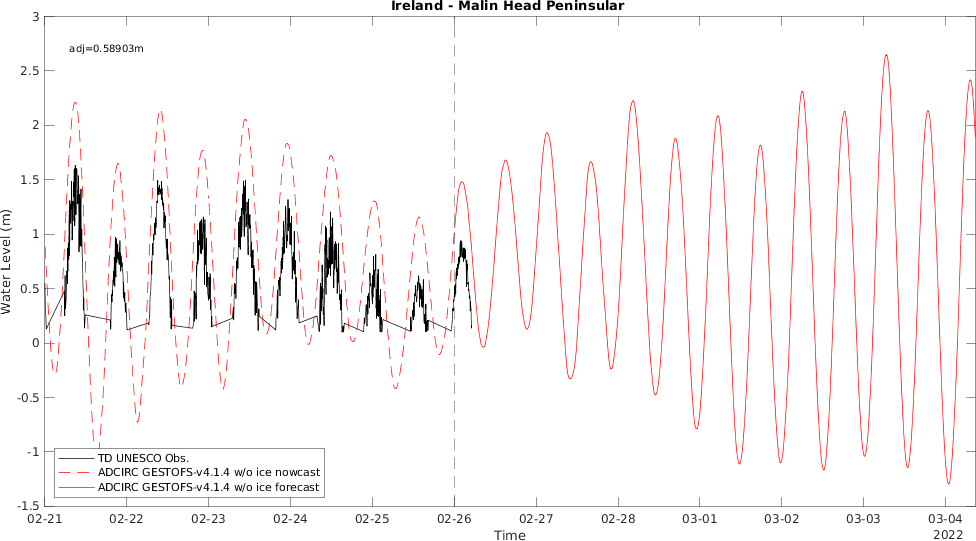 Ireland - Malin Head Peninsular
adj=0.58903m
3
2.5
2
1.5
1
0.5
0
-0.5
-1
-1.5
Water Level (m)
TD UNESCO Obs.
ADCIRC GESTOFS-v4.1.4 w/o ice nowcast
ADCIRC GESTOFS-v4.1.4 w/o ice forecast
02-21 02-22 02-23 02-24 02-25 02-26 02-27 02-28 03-01 03-02 03-03 03-04
Time
2022